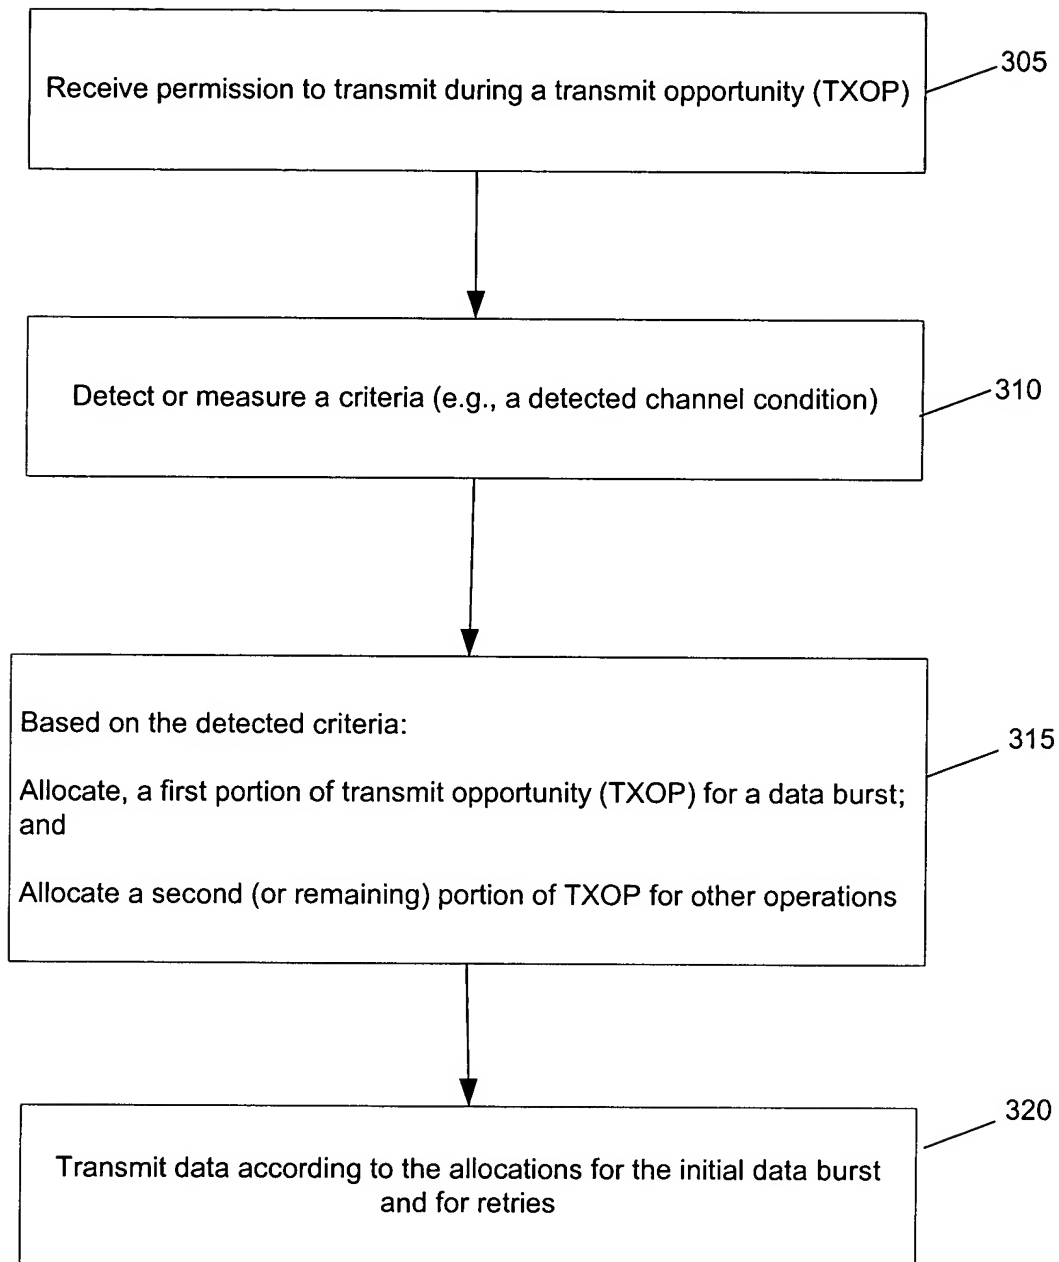 Receive permission to transmit during a transmit opportunity (TXOP)
305
Detect or measure a criteria (e.g., a detected channel condition)
310
Based on the detected criteria:
315
Allocate, a first portion of transmit opportunity (TXOP) for a data burst;
and
Allocate a second (or remaining) portion of TXOP for other operations
320
Transmit data according to the allocations for the initial data burst
and for retries